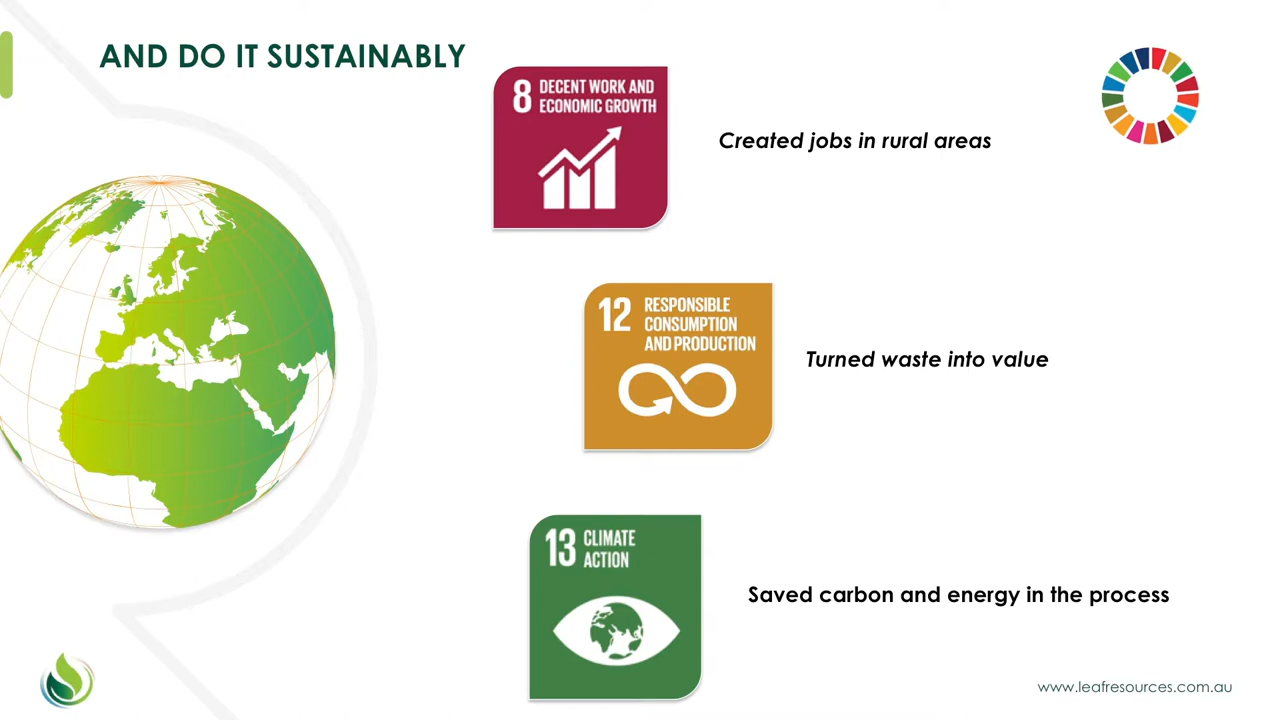 AND DO IT SUSTAINABLY
8 DECENT WORK AND
ECONOMIC GROWTH
Created jobs in rural areas
12 RESPONSIBLE
CONSUMPTION
AND PRODUCTION
Turned waste into value
13 CLIMATE
ACTION
Saved carbon and energy in the process
www.leafresources.com.au